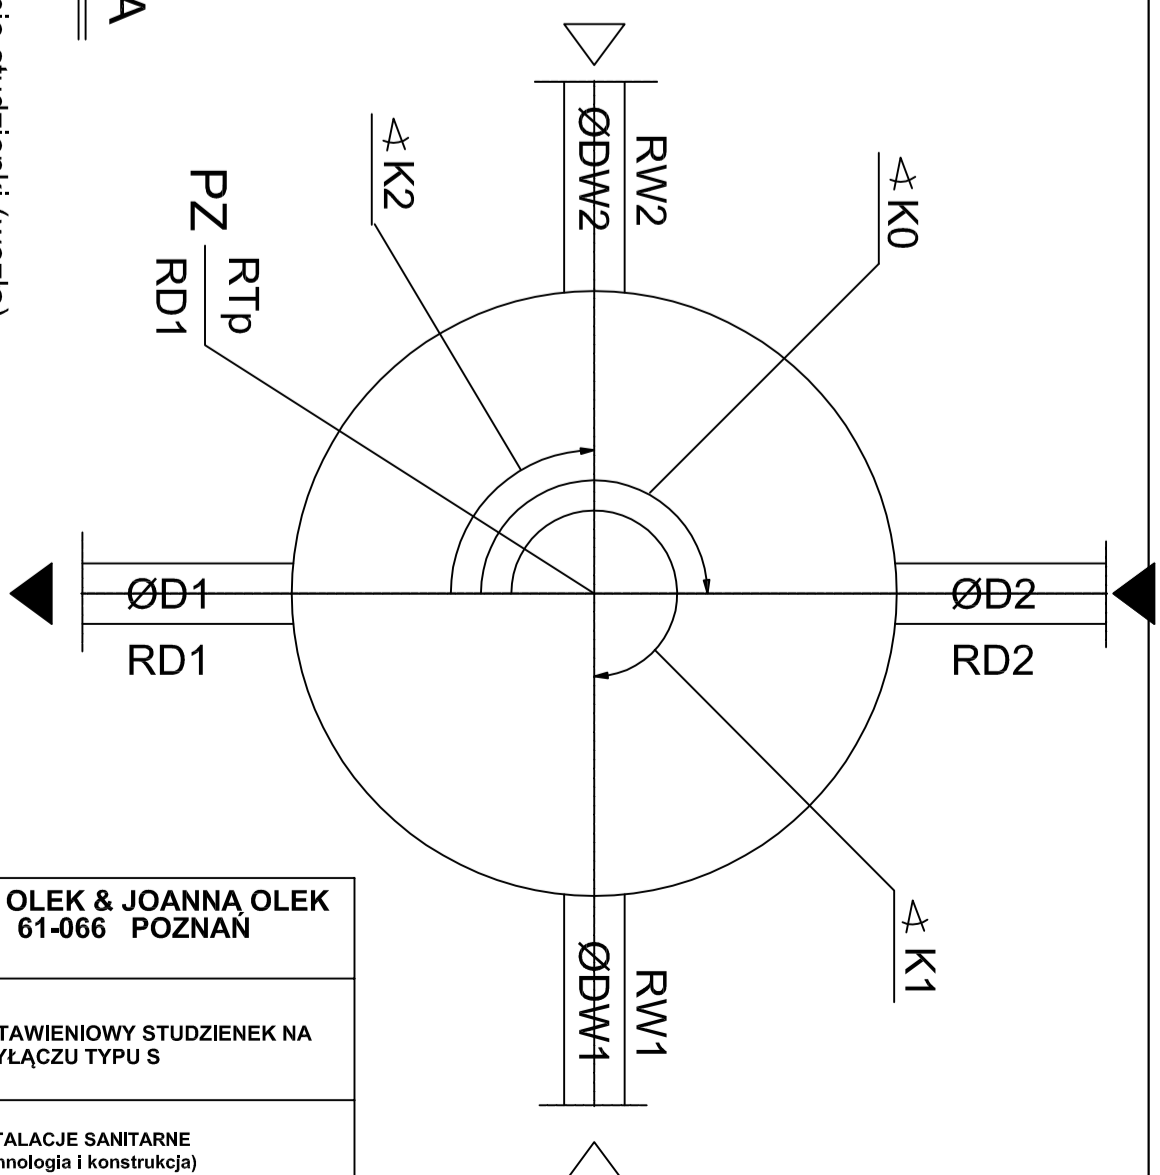 A
∢ K2
ØDW2
RW2
∢ K0
PZ
RTp
RD1
ØD1
RD1
ØD2
RD2
∢ K1
ØDW1
RW1
OLEK & JOANNA OLEK
61-066 POZNAŃ
TAWIENIOWY STUDZIENEK NA
YŁĄCZU TYPU S
TALACJE SANITARNE
hnologia i konstrukcja)